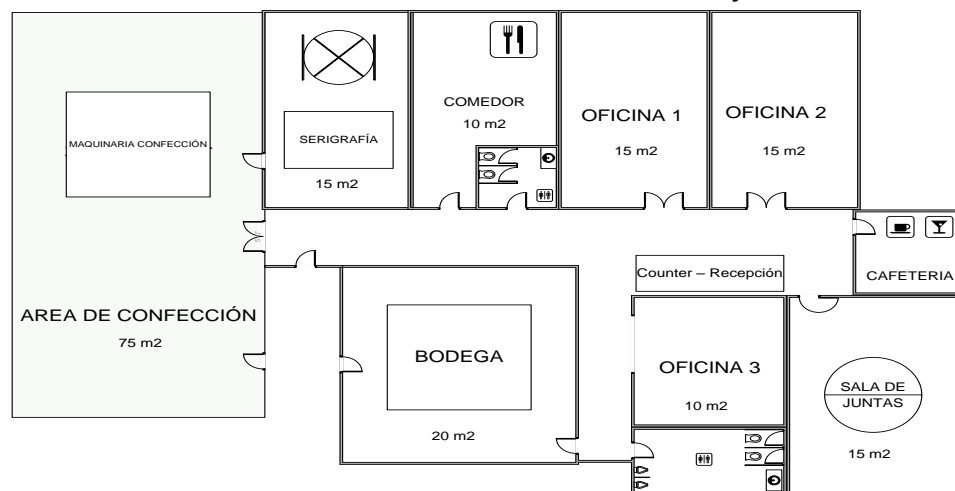 MAQUINARIA CONFECCIÓN
SERIGRAFÍA
15 m2
COMEDOR
10 m2
OFICINA 1
15 m2
OFICINA 2
15 m2
Counter – Recepción
CAFETERIA
AREA DE CONFECCIÓN
75 m2
BODEGA
20 m2
OFICINA 3
10 m2
SALA DE
JUNTAS
15 m2